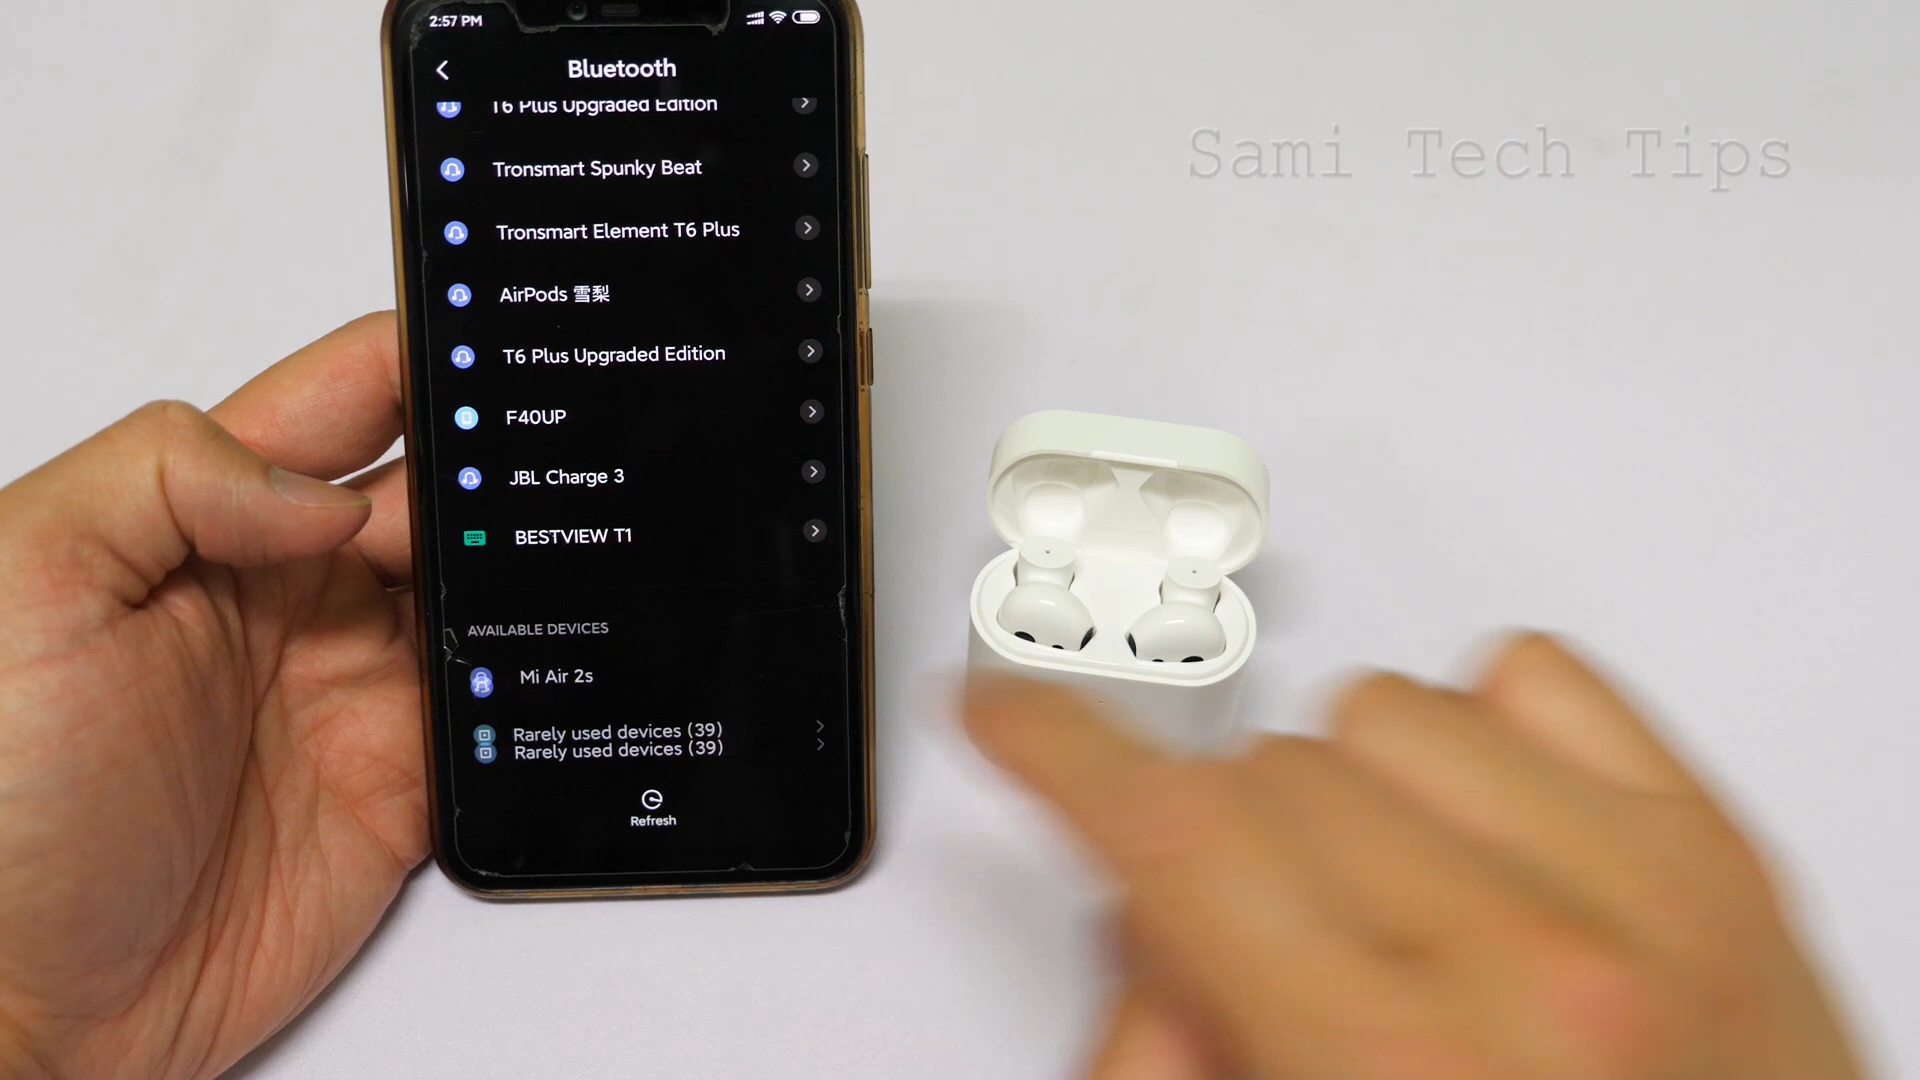 2:57 PM
Bluetooth
T6 Plus Upgraded Edition
Tronsmart Spunky Beat
Tronsmart Element T6 Plus
AirPods 雪梨
T6 Plus Upgraded Edition
F40UP
JBL Charge 3
BESTVIEW T1
AVAILABLE DEVICES
Mi Air 2s
Rarely used devices (39)
Rarely used devices (39)
Refresh
Sami Tech Tips